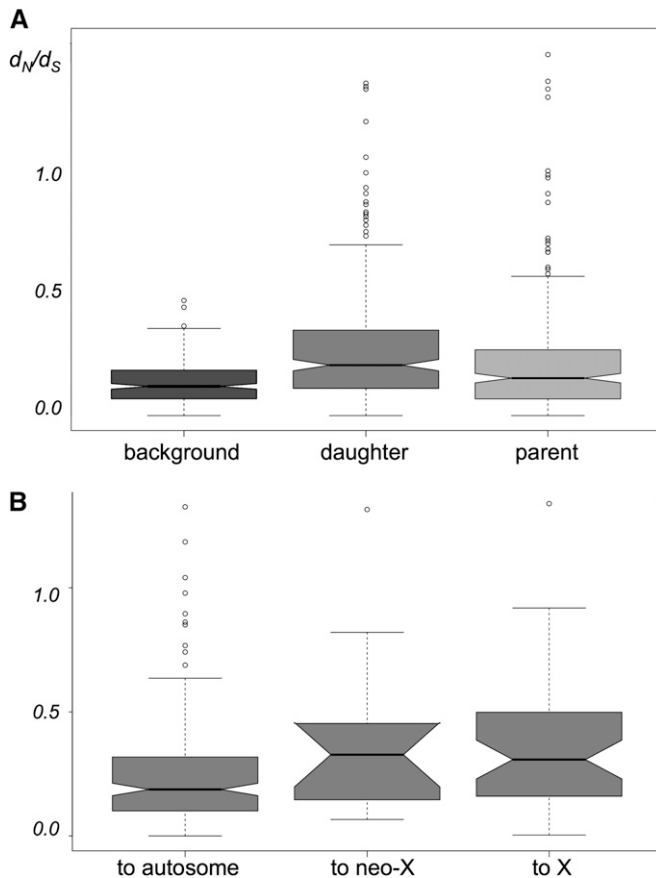 A
dN/dS
1.0
0.5
0.0
background daughter parent
B
1.0
0.5
0.0
to autosome to neo-X to X